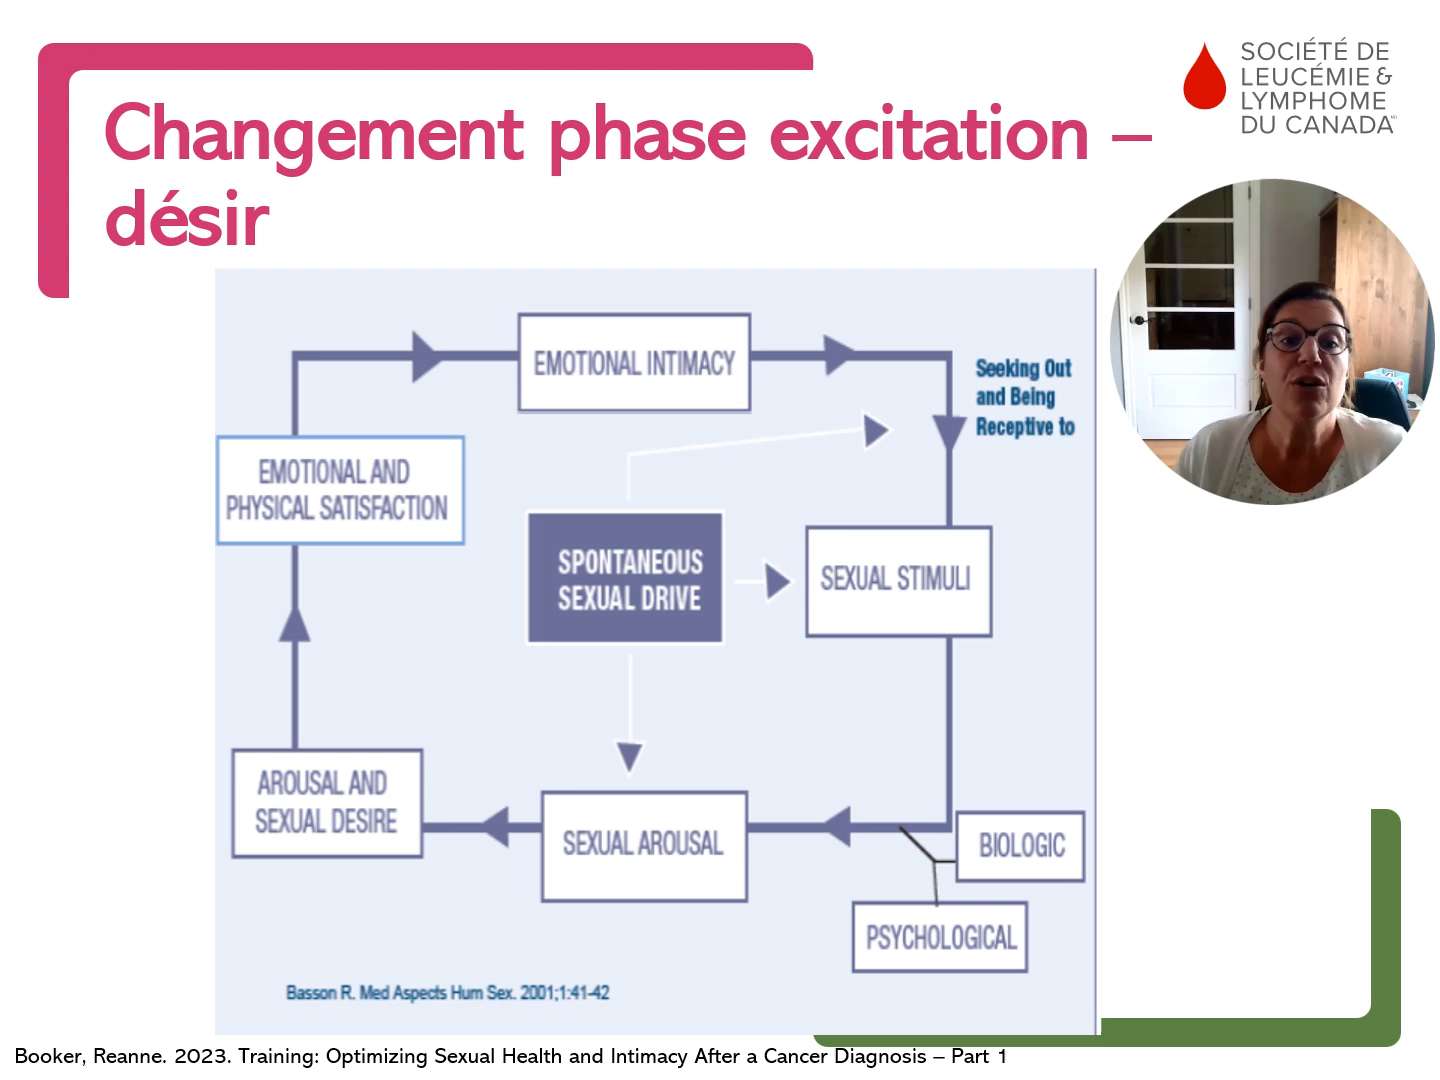 SOCIÉTÉ DE
LEUCÉMIE &
LYMPHOME
DU CANADA
Changement phase excitation –
désir
EMOTIONAL INTIMACY
Seeking Out
and Being
Receptive to
EMOTIONAL AND
PHYSICAL SATISFACTION
SPONTANEOUS
SEXUAL DRIVE
SEXUAL STIMULI
AROUSAL AND
SEXUAL DESIRE
SEXUAL AROUSAL
BIOLOGIC
PSYCHOLOGICAL
Basson R. Med Aspects Hum Sex. 2001;1:41-42
Booker, Reanne. 2023. Training: Optimizing Sexual Health and Intimacy After a Cancer Diagnosis – Part 1